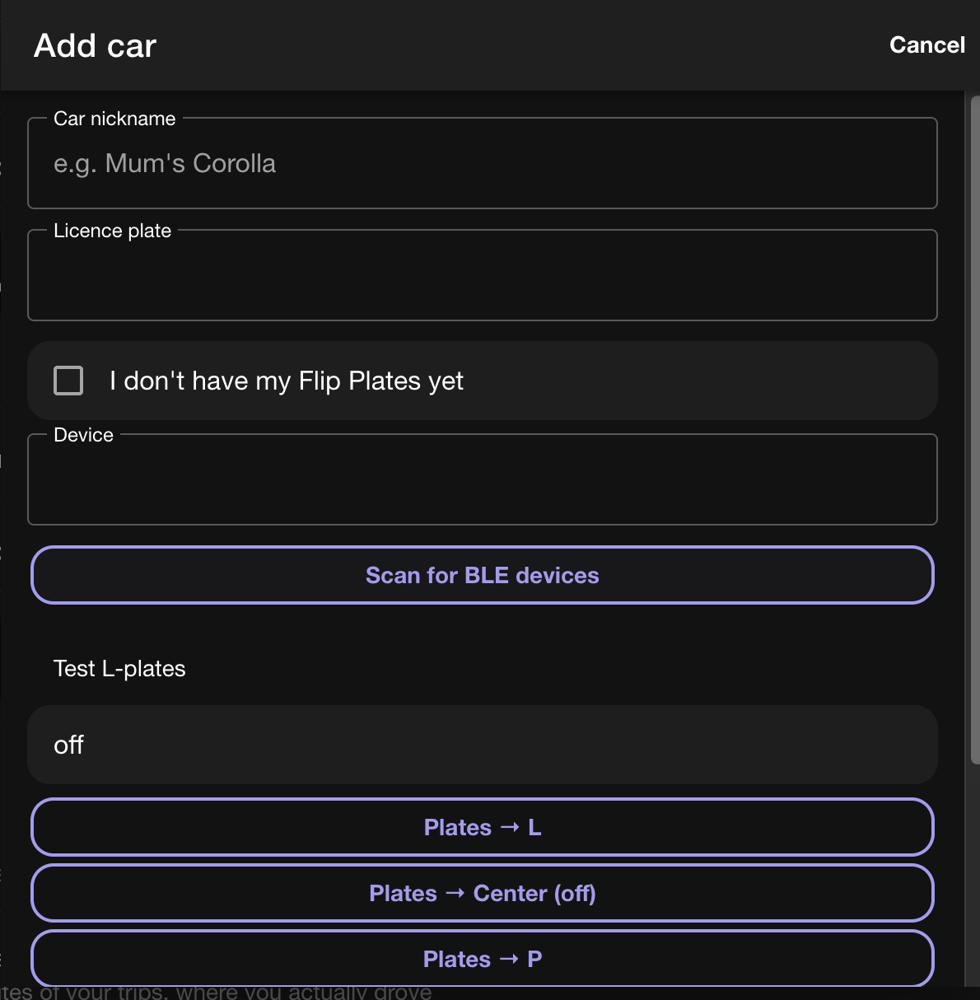 Add car
Cancel
Car nickname
e.g. Mum's Corolla
Licence plate
I don't have my Flip Plates yet
Device
Scan for BLE devices
Test L-plates
off
Plates → L
Plates → Center (off)
Plates → P
of your trips, where you actually drove